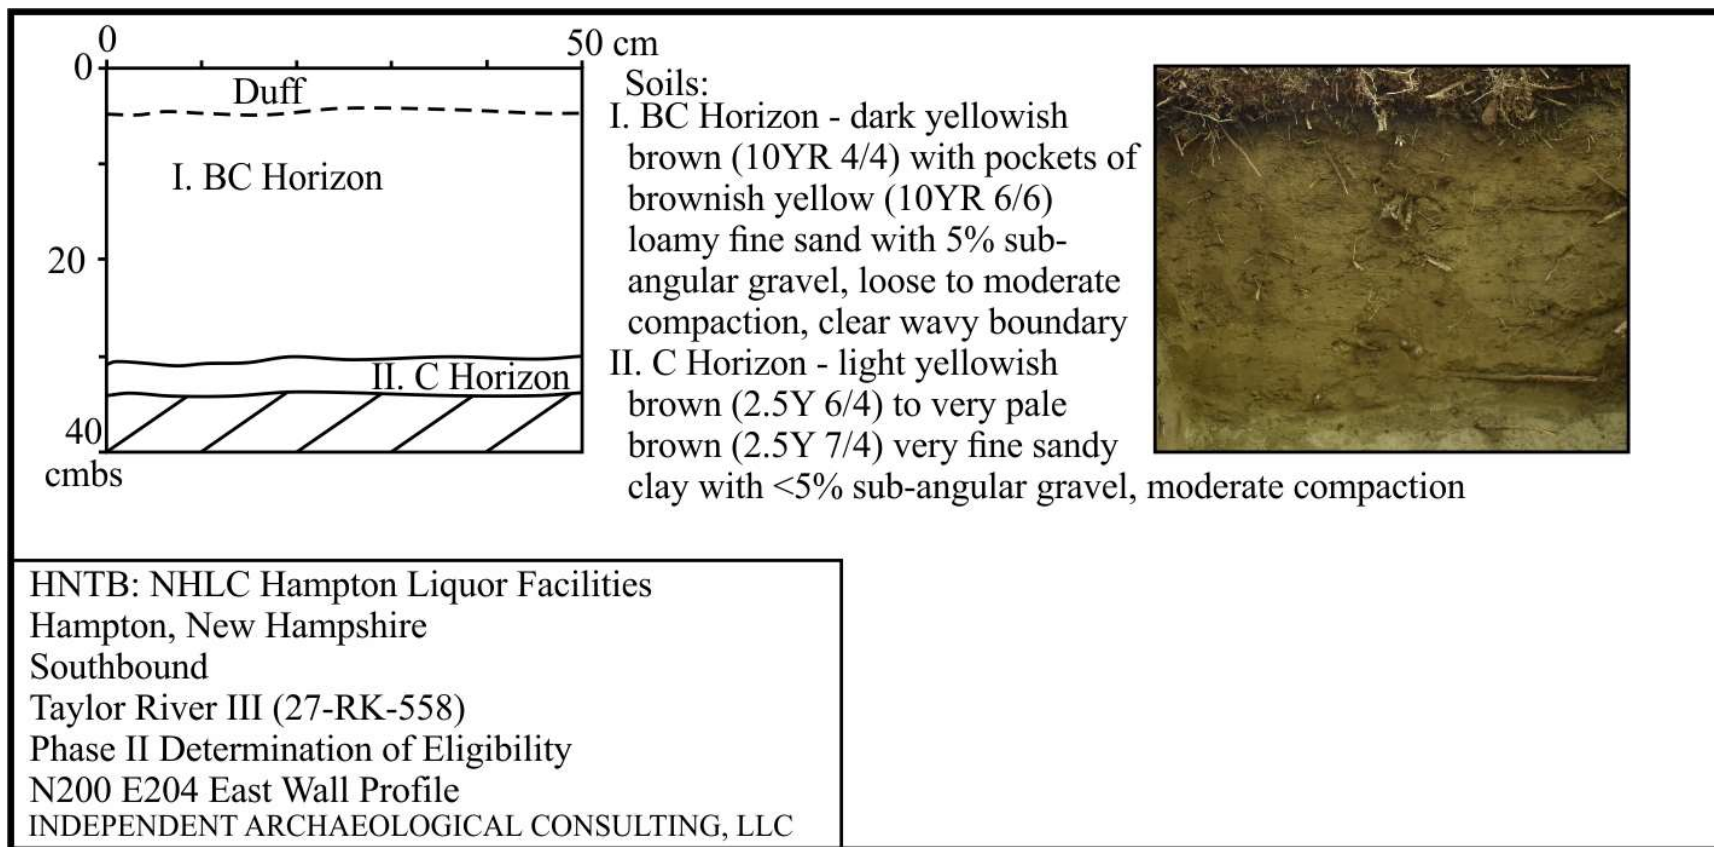 0
50 cm
0
Duff
I. BC Horizon
20
II. C Horizon
40
cmbs
Soils:
I. BC Horizon - dark yellowish
brown (10YR 4/4) with pockets of
brownish yellow (10YR 6/6)
loamy fine sand with 5% sub-
angular gravel, loose to moderate
compaction, clear wavy boundary
II. C Horizon - light yellowish
brown (2.5Y 6/4) to very pale
brown (2.5Y 7/4) very fine sandy
clay with <5% sub-angular gravel, moderate compaction
HNTB: NHLC Hampton Liquor Facilities
Hampton, New Hampshire
Southbound
Taylor River III (27-RK-558)
Phase II Determination of Eligibility
N200 E204 East Wall Profile
INDEPENDENT ARCHAEOLOGICAL CONSULTING, LLC